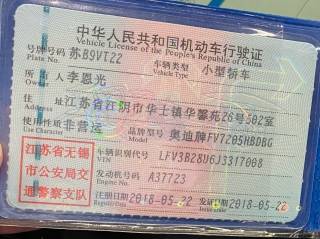 中华人民共和国机动车行驶证
Vehicle License of the People's Republic of China
号牌号码 苏B9VT22 车辆类型 小型轿车
Plate No. Vehicle Type
所有人 李恩光
Owner
住址 江苏省江阴市华士镇华馨苑26号502室
Address
使用性质 非营运 品牌型号 奥迪牌FV7205HBDBG
Use Character Model
江苏省无锡市公安局交通警察支队
车辆识别代号 LFV3B28U6J3317008
VIN
发动机号码 A37723
Engine No.
注册日期 2018-05-22 发证日期 2018-05-22
Register Date Issue Date